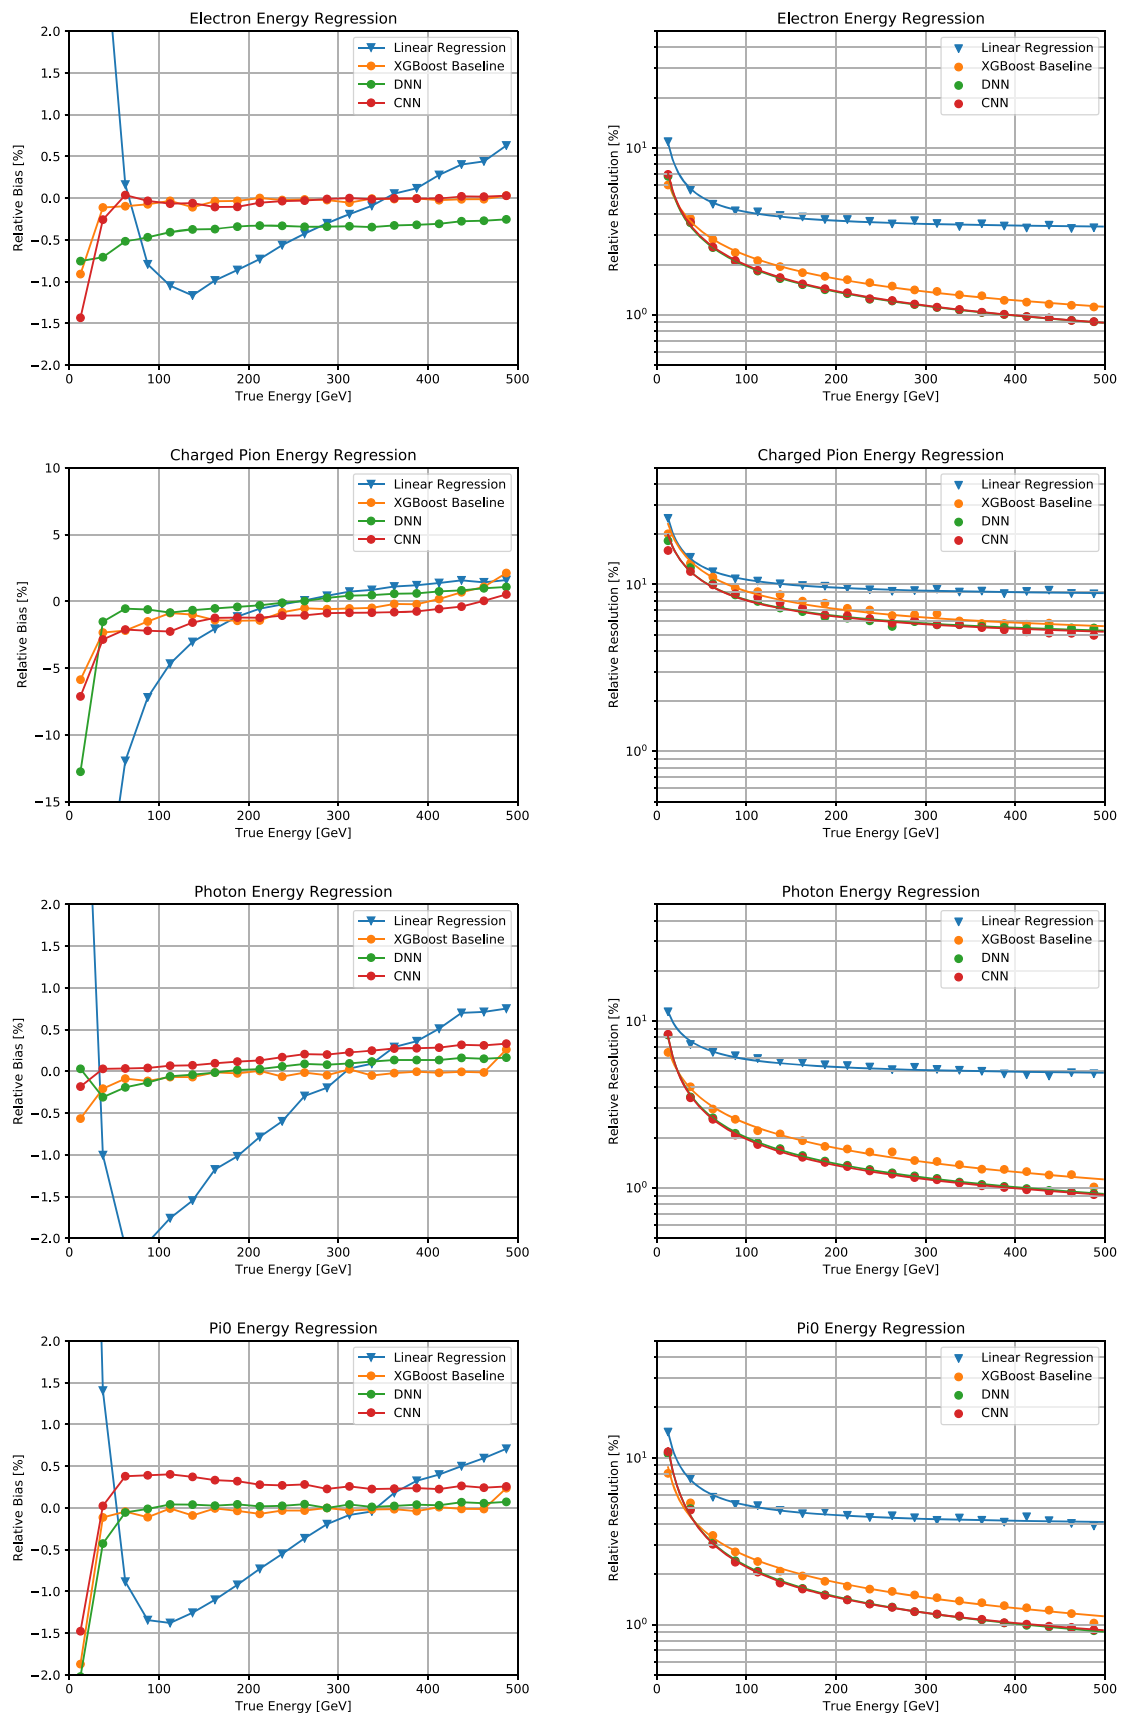 Electron Energy Regression
2.0
1.5
1.0
0.5
0.0
−0.5
−1.0
−1.5
−2.0
Relative Bias [%]
Linear Regression
XGBoost Baseline
DNN
CNN
0 100 200 300 400 500
True Energy [GeV]
Electron Energy Regression
10¹
10⁰
Relative Resolution [%]
Linear Regression
XGBoost Baseline
DNN
CNN
0 100 200 300 400 500
True Energy [GeV]
Charged Pion Energy Regression
10
5
0
−5
−10
−15
Relative Bias [%]
Linear Regression
XGBoost Baseline
DNN
CNN
0 100 200 300 400 500
True Energy [GeV]
Charged Pion Energy Regression
10¹
10⁰
Relative Resolution [%]
Linear Regression
XGBoost Baseline
DNN
CNN
0 100 200 300 400 500
True Energy [GeV]
Photon Energy Regression
2.0
1.5
1.0
0.5
0.0
−0.5
−1.0
−1.5
−2.0
Relative Bias [%]
Linear Regression
XGBoost Baseline
DNN
CNN
0 100 200 300 400 500
True Energy [GeV]
Photon Energy Regression
10¹
10⁰
Relative Resolution [%]
Linear Regression
XGBoost Baseline
DNN
CNN
0 100 200 300 400 500
True Energy [GeV]
Pi0 Energy Regression
2.0
1.5
1.0
0.5
0.0
−0.5
−1.0
−1.5
−2.0
Relative Bias [%]
Linear Regression
XGBoost Baseline
DNN
CNN
0 100 200 300 400 500
True Energy [GeV]
Pi0 Energy Regression
10¹
10⁰
Relative Resolution [%]
Linear Regression
XGBoost Baseline
DNN
CNN
0 100 200 300 400 500
True Energy [GeV]